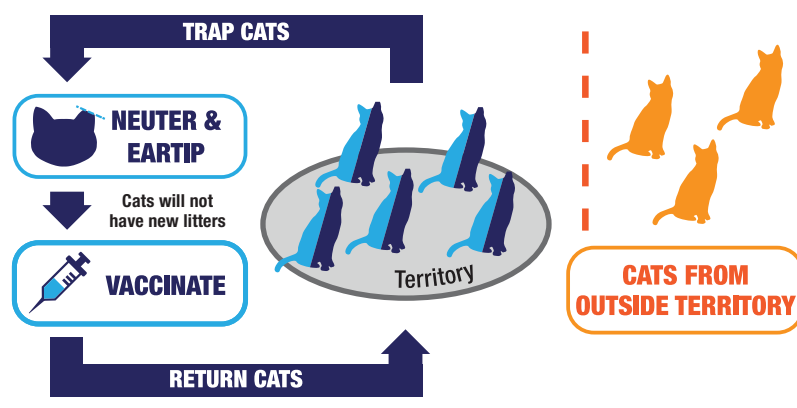 TRAP CATS
NEUTER &
EARTIP
Cats will not
have new litters
VACCINATE
RETURN CATS
Territory
CATS FROM
OUTSIDE TERRITORY